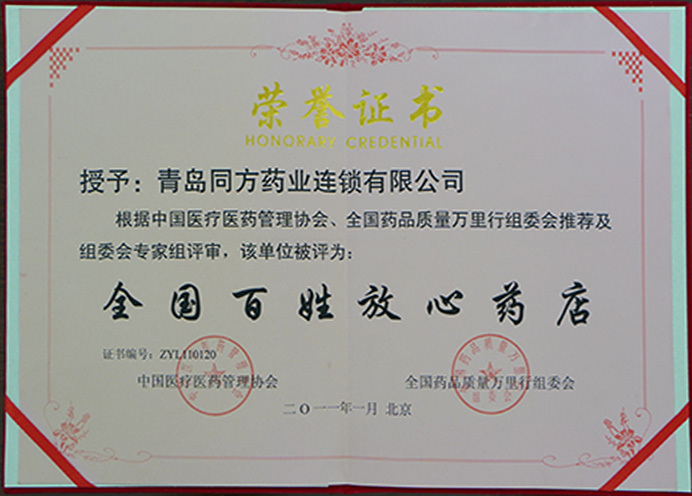 荣誉证书
HONORARY CREDENTIAL
授予：青岛同方药业连锁有限公司
根据中国医疗医药管理协会、全国药品质量万里行组委会推荐及
组委会专家组评审，该单位被评为：
全国百姓放心药店
证书编号：ZYL110120
中国医疗医药管理协会 全国药品质量万里行组委会
二O一一年一月 北京